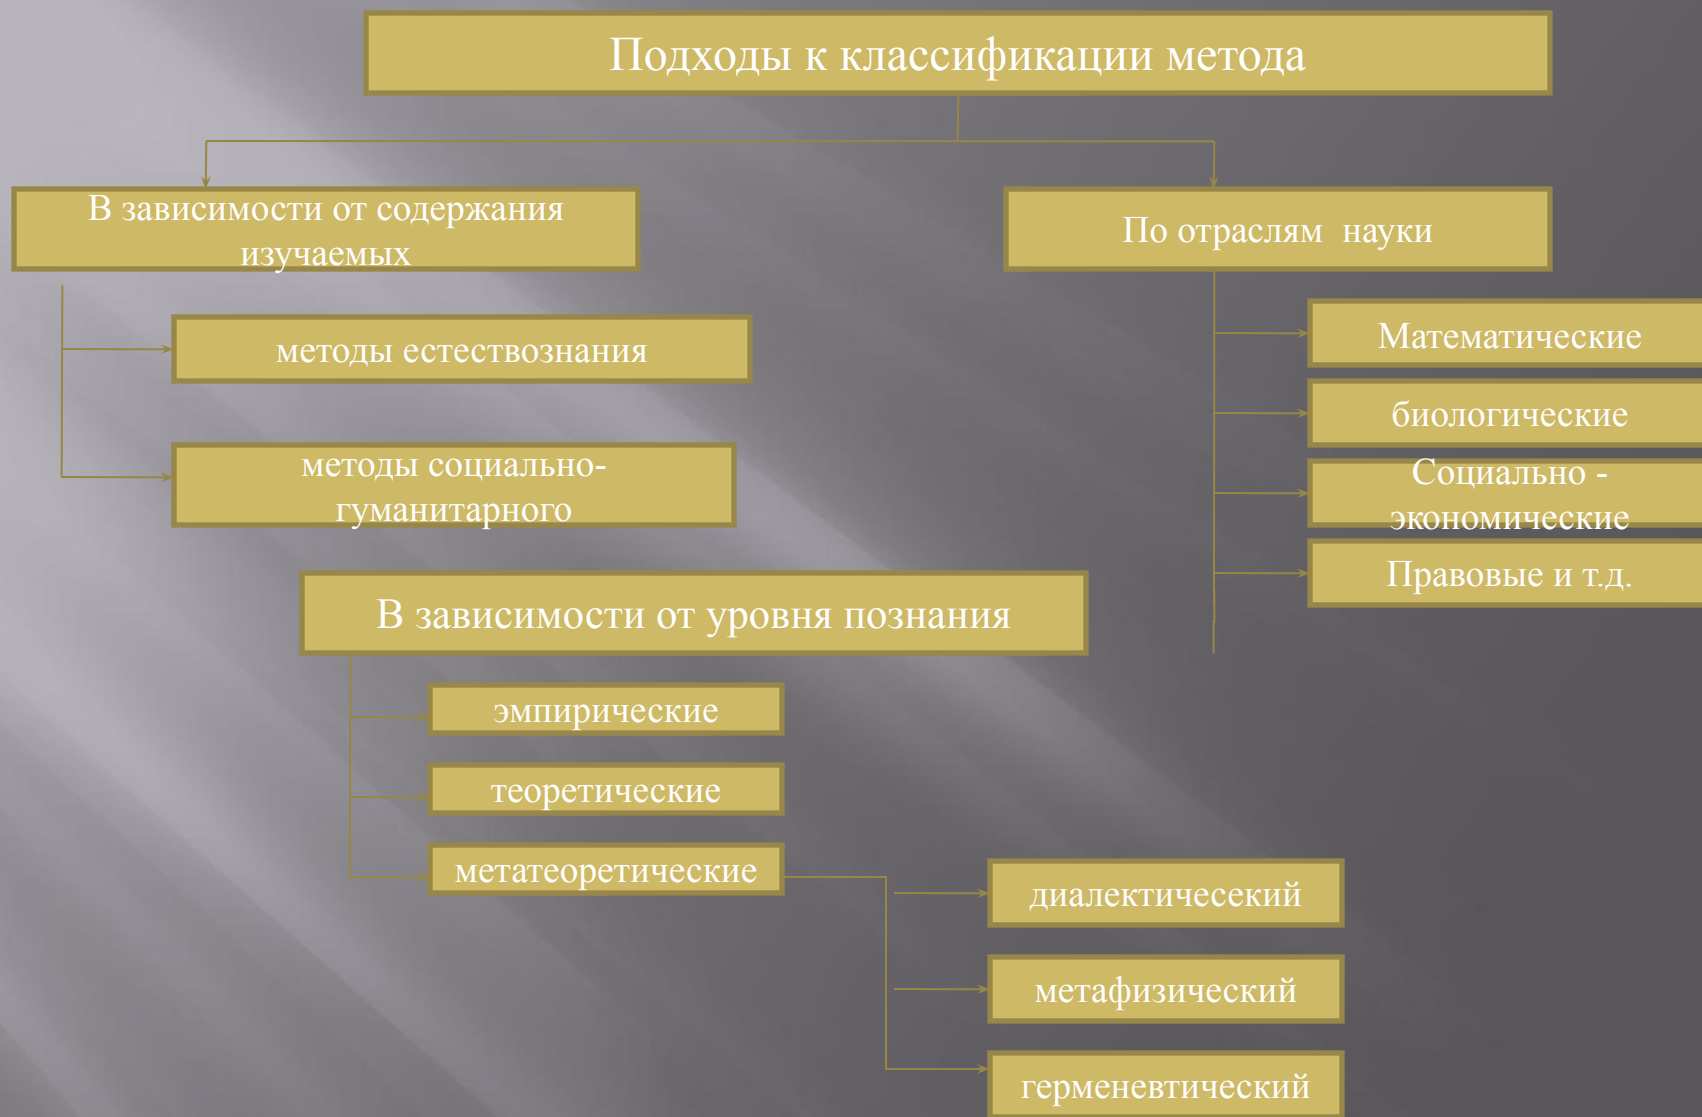 Подходы к классификации метода
В зависимости от содержания
изучаемых
По отраслям науки
методы естествознания
методы социально-
гуманитарного
Математические
биологические
Социально -
экономические
Правовые и т.д.
В зависимости от уровня познания
эмпирические
теоретические
метатеоретические
диалектичесекий
метафизический
герменевтический